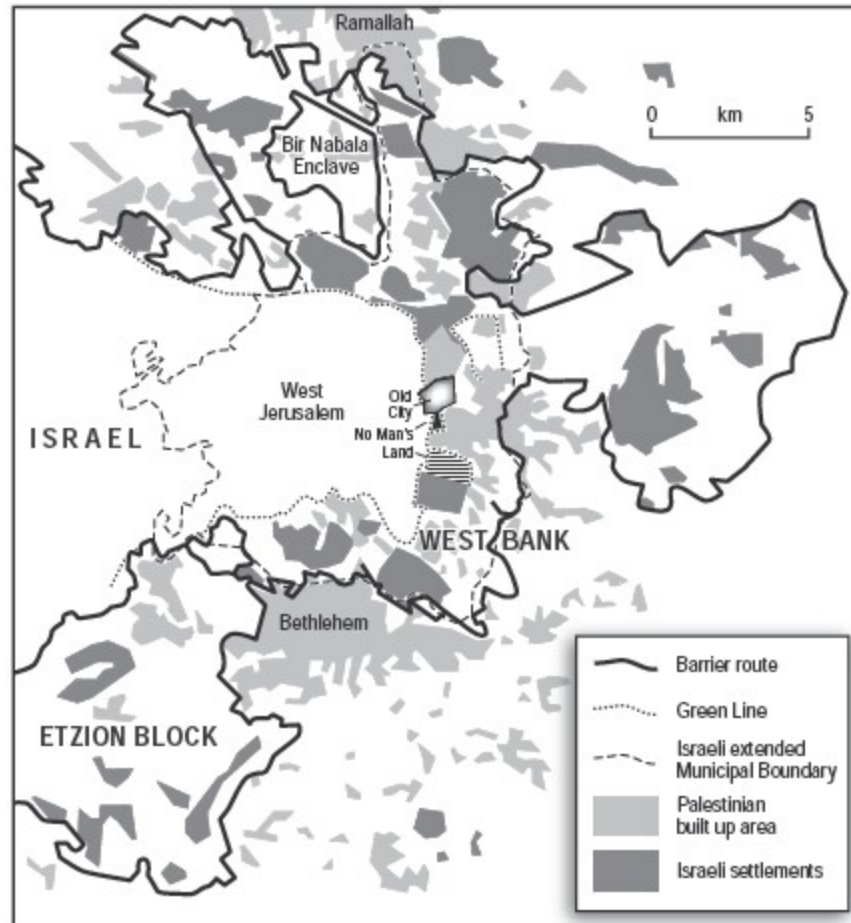 Ramallah
0 km 5
Bir Nabala
Enclave
West
Jerusalem
Old
City
No Man's
Land
ISRAEL
WEST BANK
Bethlehem
ETZION BLOCK
Barrier route
Green Line
Israeli extended
Municipal Boundary
Palestinian
built up area
Israeli settlements